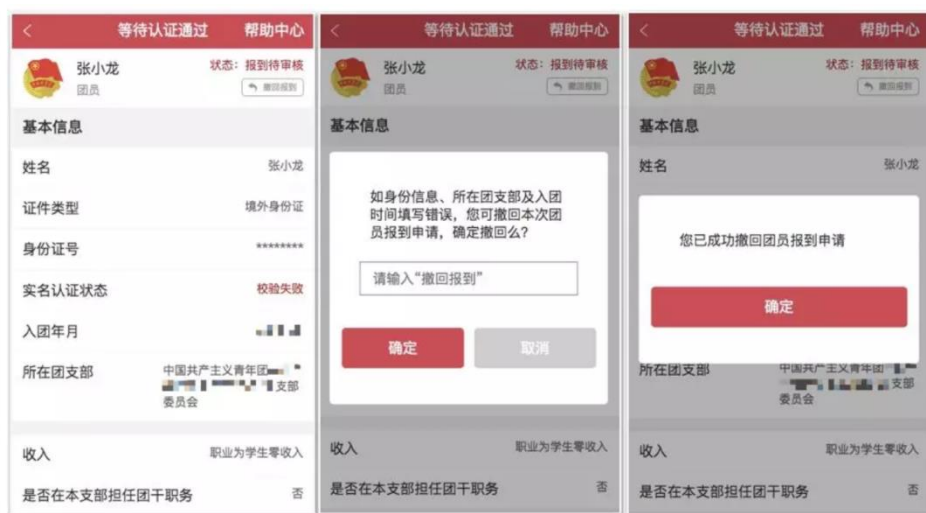 等待认证通过 帮助中心
张小龙 状态：报到待审核
团员 撤回报到
基本信息
姓名 张小龙
证件类型 境外身份证
身份证号 ********
实名认证状态 校验失败
入团年月
所在团支部 中国共产主义青年团
支部
委员会
收入 职业为学生零收入
是否在本支部担任团干职务 否
等待认证通过 帮助中心
张小龙 状态：报到待审核
团员 撤回报到
基本信息
如身份信息、所在团支部及入团
时间填写错误，您可撤回本次团
员报到申请，确定撤回么？
请输入“撤回报到”
确定 取消
收入 职业为学生零收入
是否在本支部担任团干职务 否
等待认证通过 帮助中心
张小龙 状态：报到待审核
团员 撤回报到
基本信息
姓名 张小龙
您已成功撤回团员报到申请
确定
所在团支部 中国共产主义青年团
支部
委员会
收入 职业为学生零收入
是否在本支部担任团干职务 否